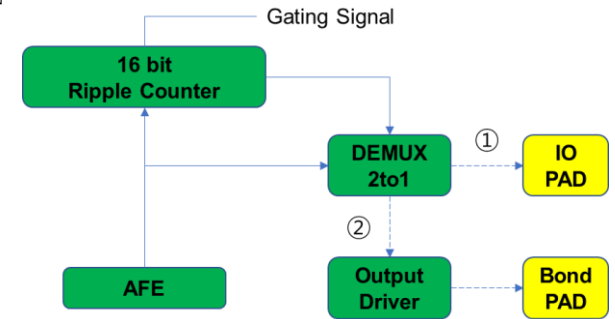 Gating Signal
16 bit
Ripple Counter
DEMUX
2to1
①
IO
PAD
②
AFE
Output
Driver
Bond
PAD